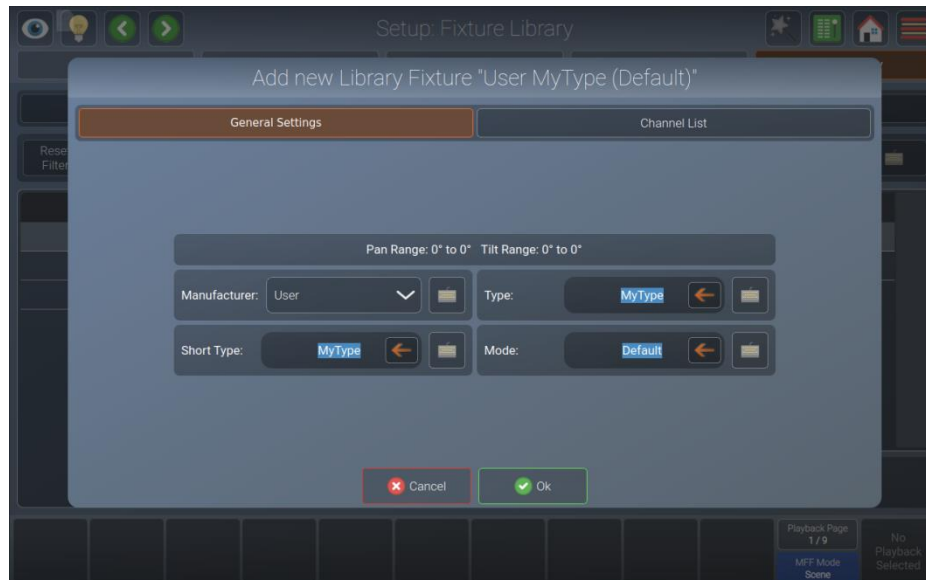 Setup: Fixture Library
Add new Library Fixture "User MyType (Default)"
General Settings
Channel List
Filter
Pan Range: 0° to 0° Tilt Range: 0° to 0°
Manufacturer: User
Type: MyType
Short Type: MyType
Mode: Default
Cancel
Ok
Playback Page
1 / 9
MFF Mode
Scene
No
Playback
Selected